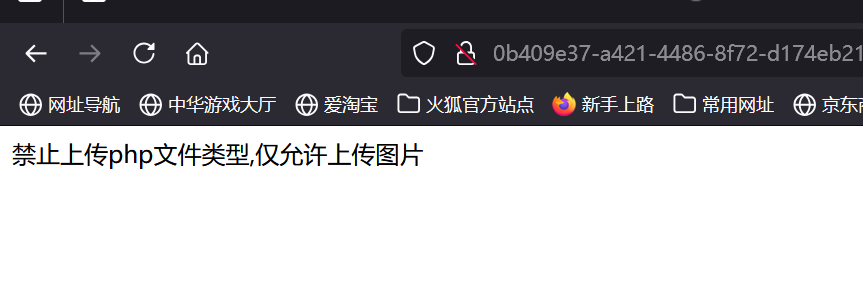 0b409e37-a421-4486-8f72-d174eb21
网址导航 中华游戏大厅 爱淘宝 火狐官方站点 新手上路 常用网址 京东商
禁止上传php文件类型,仅允许上传图片